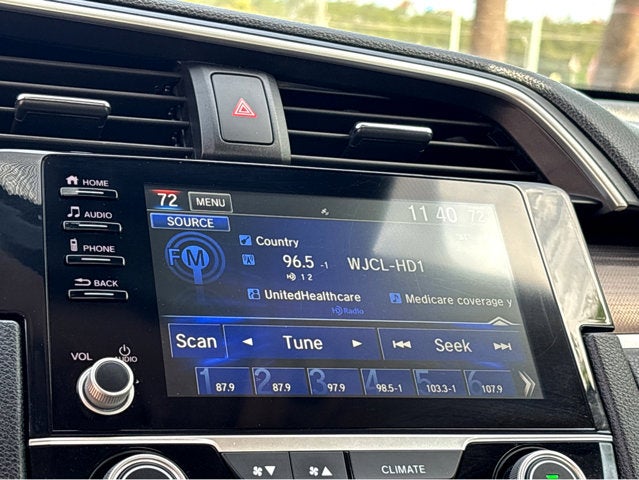 HOME
72 MENU 11 40 72
AUDIO
SOURCE
Country
PHONE
FM 96.5 -1 WJCL-HD1
HD 1 2
BACK
UnitedHealthcare Medicare coverage y
HD Radio
Scan Tune Seek
VOL AUDIO
1 87.9 2 87.9 3 97.9 4 98.5-1 5 103.3-1 6 107.9
CLIMATE